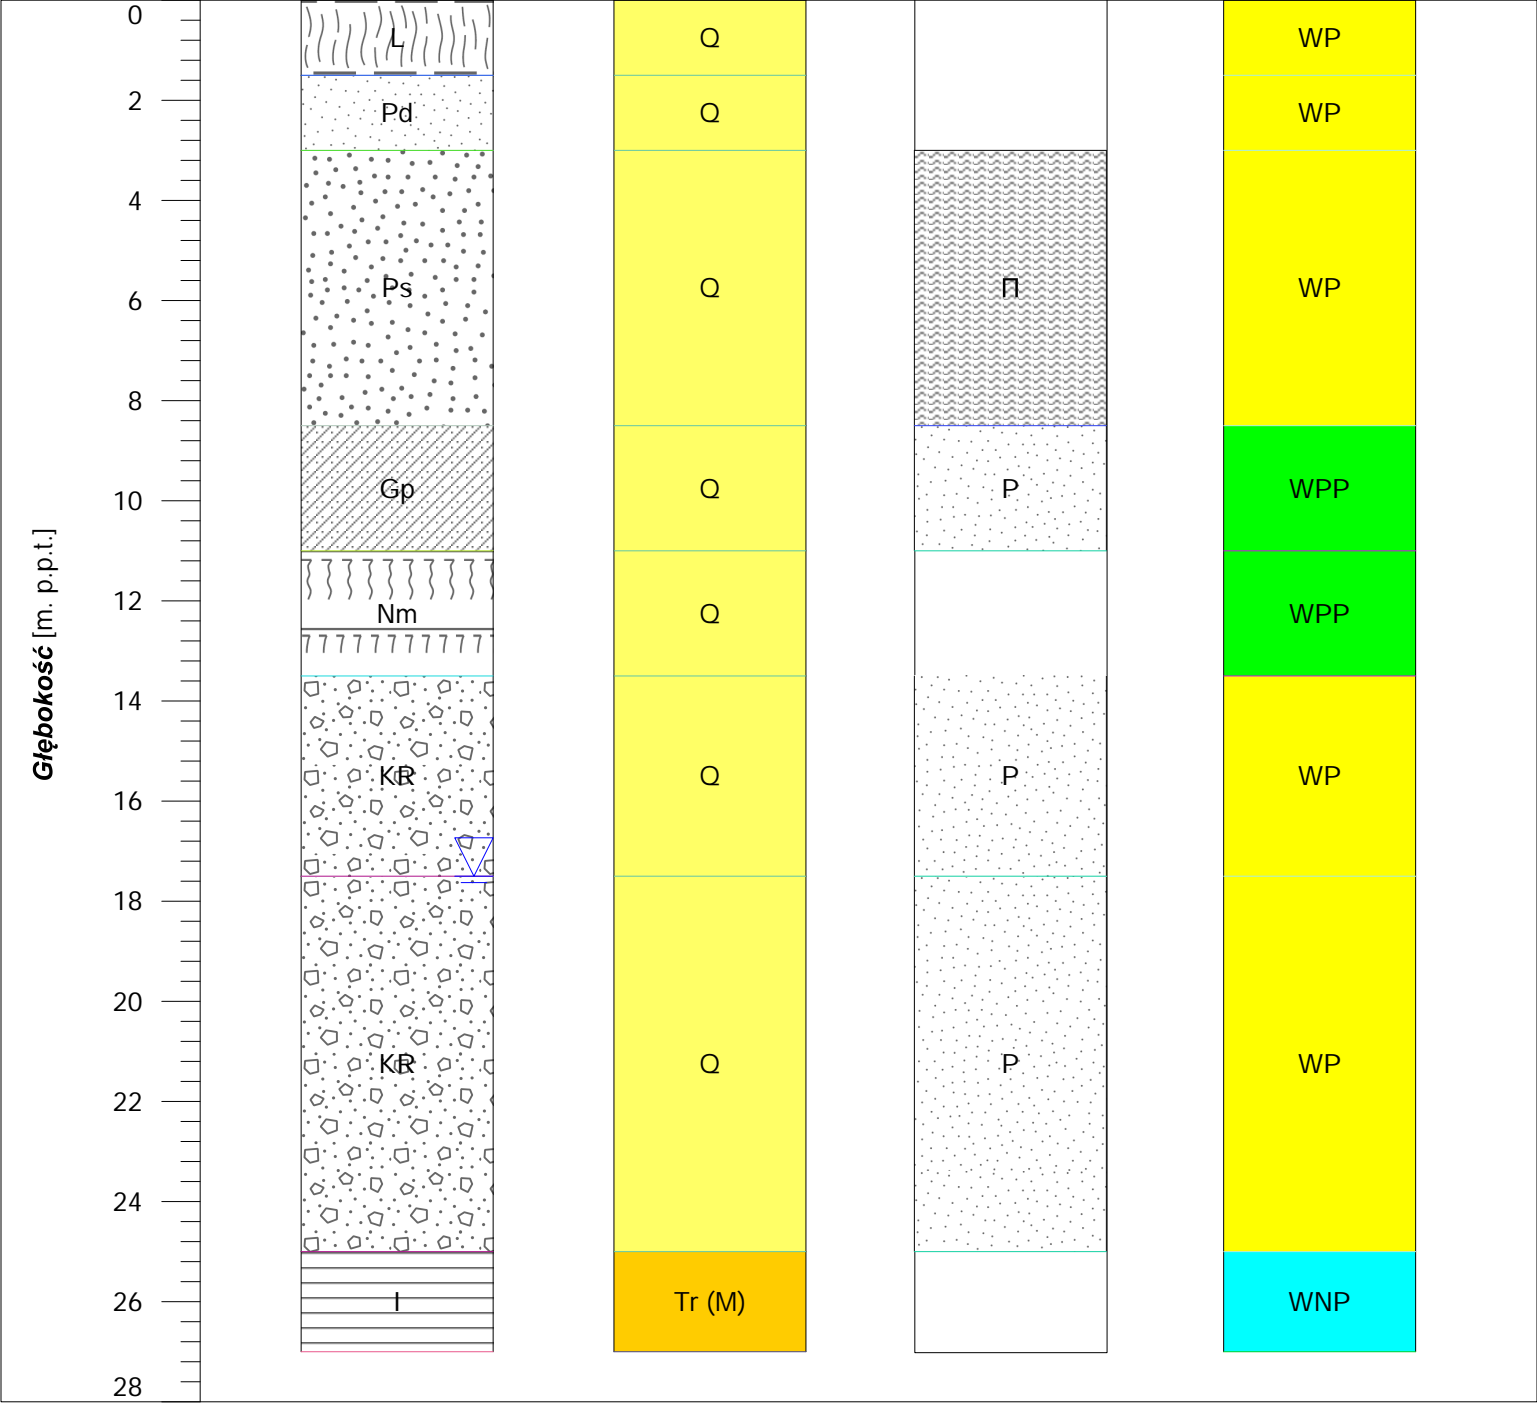 0
L Q WP
2 Pd Q WP
4
Ps Q П WP
6
8
Gp Q P WPP
10
12
Nm Q WPP
14
KR Q P WP
16
18
20
KR Q P WP
22
24
26 I Tr (M) WNP
28
Głębokość [m. p.p.t.]